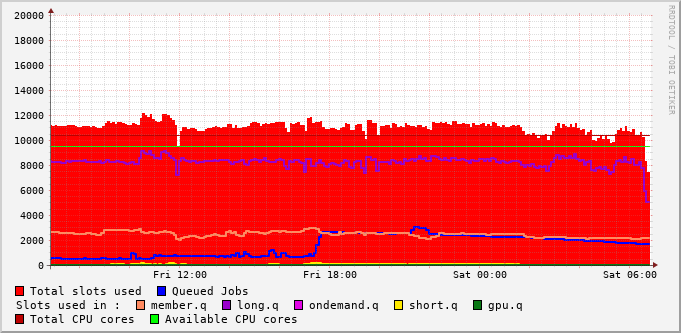 20000
18000
16000
14000
12000
10000
8000
6000
4000
2000
0
Fri 12:00 Fri 18:00 Sat 00:00 Sat 06:00
RRDTOOL / TOBI OETIKER
Total slots used Queued Jobs
Slots used in : member.q long.q ondemand.q short.q gpu.q
Total CPU cores Available CPU cores